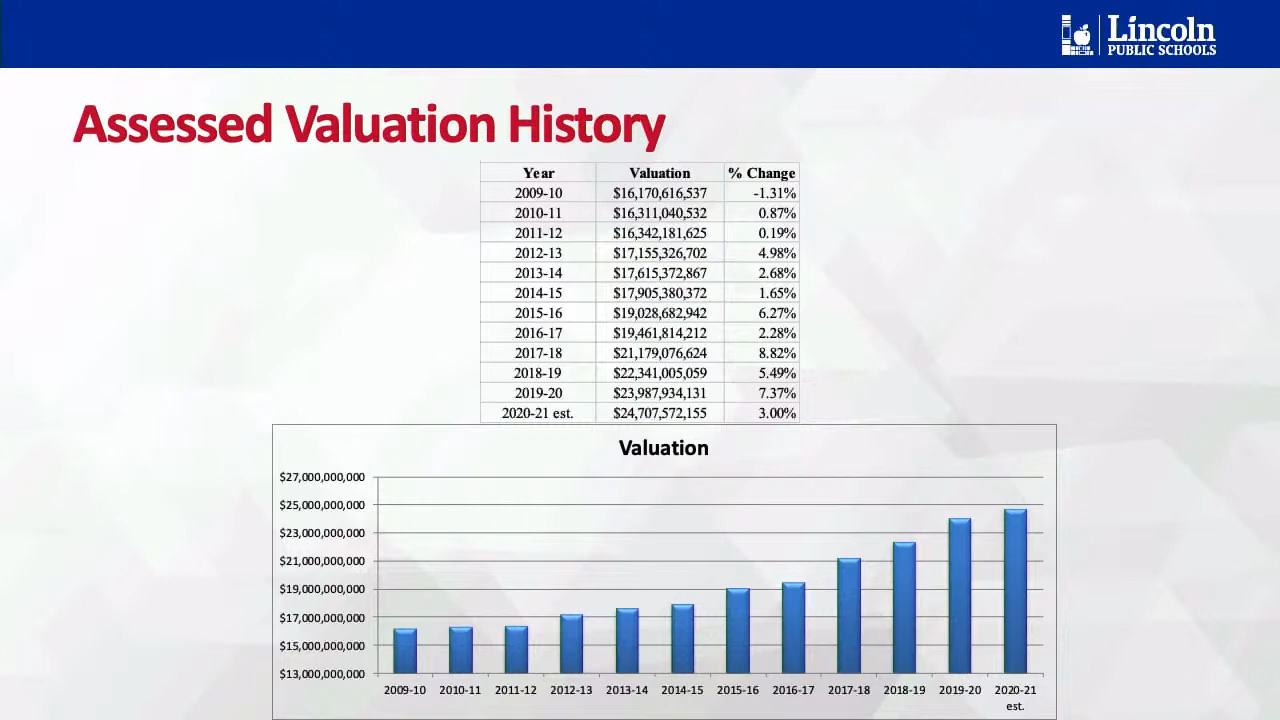 Lincoln
PUBLIC SCHOOLS
Assessed Valuation History
Year Valuation % Change
2009-10 $16,170,616,537 -1.31%
2010-11 $16,311,040,532 0.87%
2011-12 $16,342,181,625 0.19%
2012-13 $17,155,326,702 4.98%
2013-14 $17,615,372,867 2.68%
2014-15 $17,905,380,372 1.65%
2015-16 $19,028,682,942 6.27%
2016-17 $19,461,814,212 2.28%
2017-18 $21,179,076,624 8.82%
2018-19 $22,341,005,059 5.49%
2019-20 $23,987,934,131 7.37%
2020-21 est. $24,707,572,155 3.00%
Valuation
$27,000,000,000
$25,000,000,000
$23,000,000,000
$21,000,000,000
$19,000,000,000
$17,000,000,000
$15,000,000,000
$13,000,000,000
2009-10 2010-11 2011-12 2012-13 2013-14 2014-15 2015-16 2016-17 2017-18 2018-19 2019-20 2020-21
est.